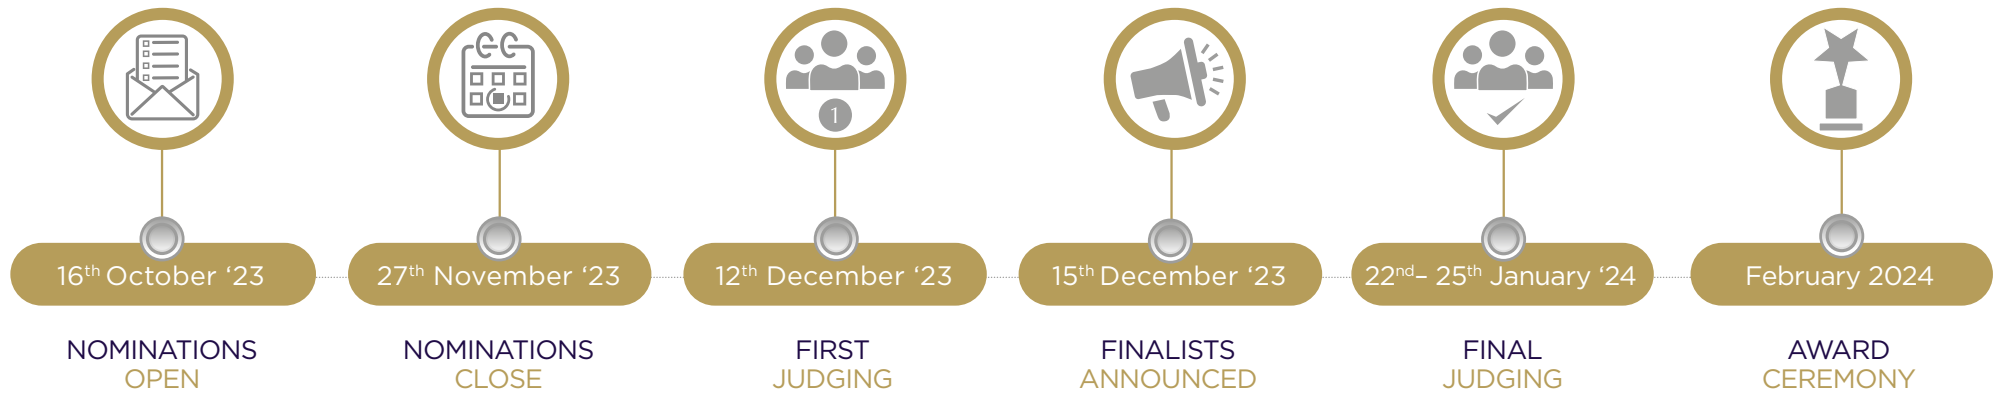 1
16th October ‘23
27th November ‘23
12th December ‘23
15th December ‘23
22nd– 25th January ‘24
February 2024
NOMINATIONS
OPEN
NOMINATIONS
CLOSE
FIRST
JUDGING
FINALISTS
ANNOUNCED
FINAL
JUDGING
AWARD
CEREMONY